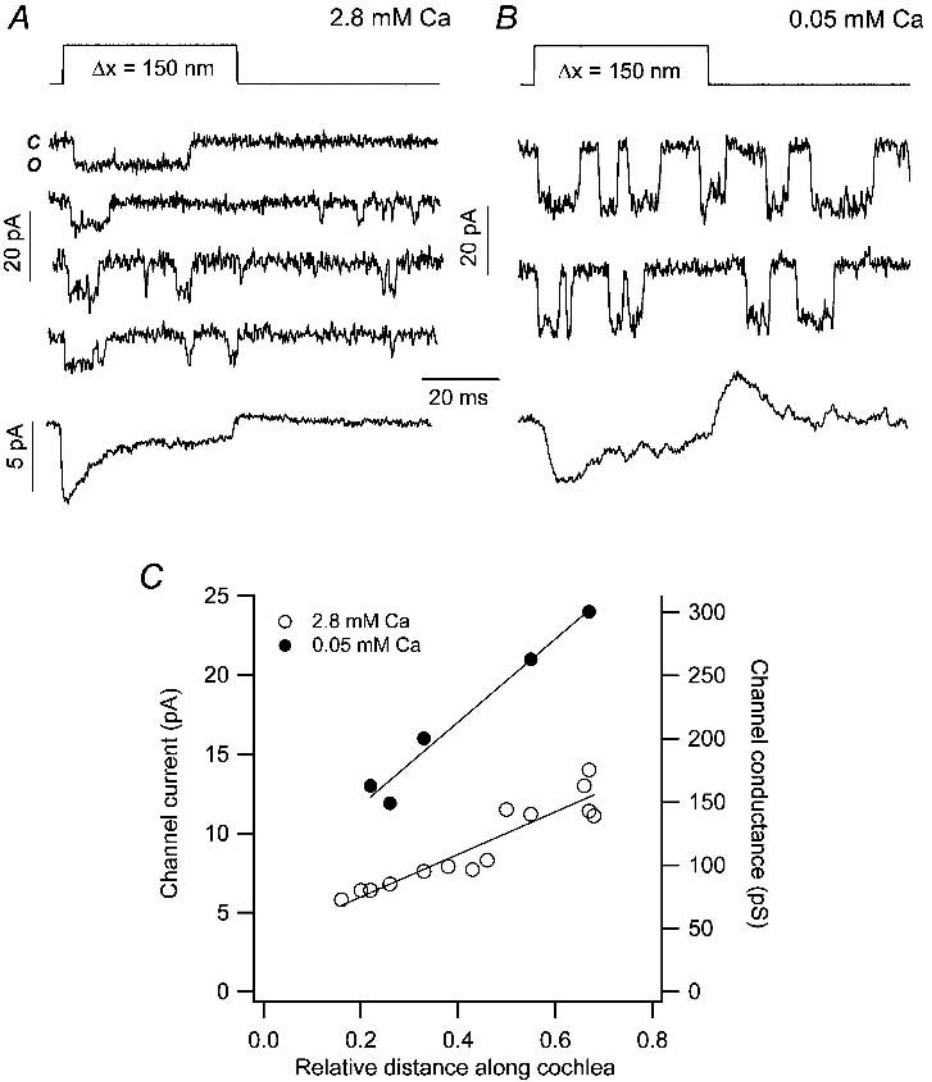 A
2.8 mM Ca
B
0.05 mM Ca
Δx = 150 nm
Δx = 150 nm
c
o
20 pA
20 pA
20 ms
5 pA
C
25
20
15
10
5
0
Channel current (pA)
2.8 mM Ca
0.05 mM Ca
300
250
200
150
100
50
0
Channel conductance (pS)
0.0
0.2
0.4
0.6
0.8
Relative distance along cochlea